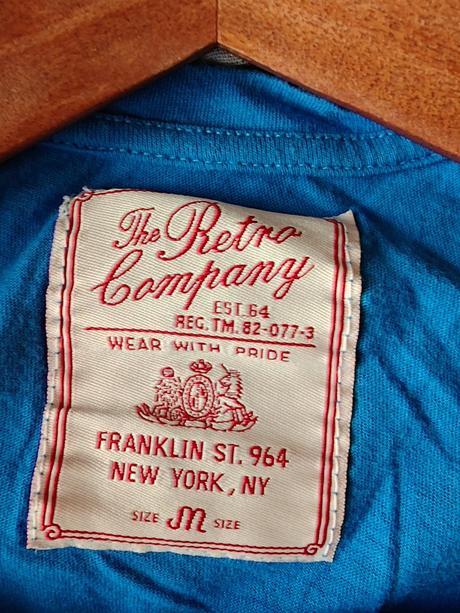 The Retro
Company
EST. 64
REG. TM. 82-077-3
WEAR WITH PRIDE
FRANKLIN ST. 964
NEW YORK, NY
SIZE M SIZE